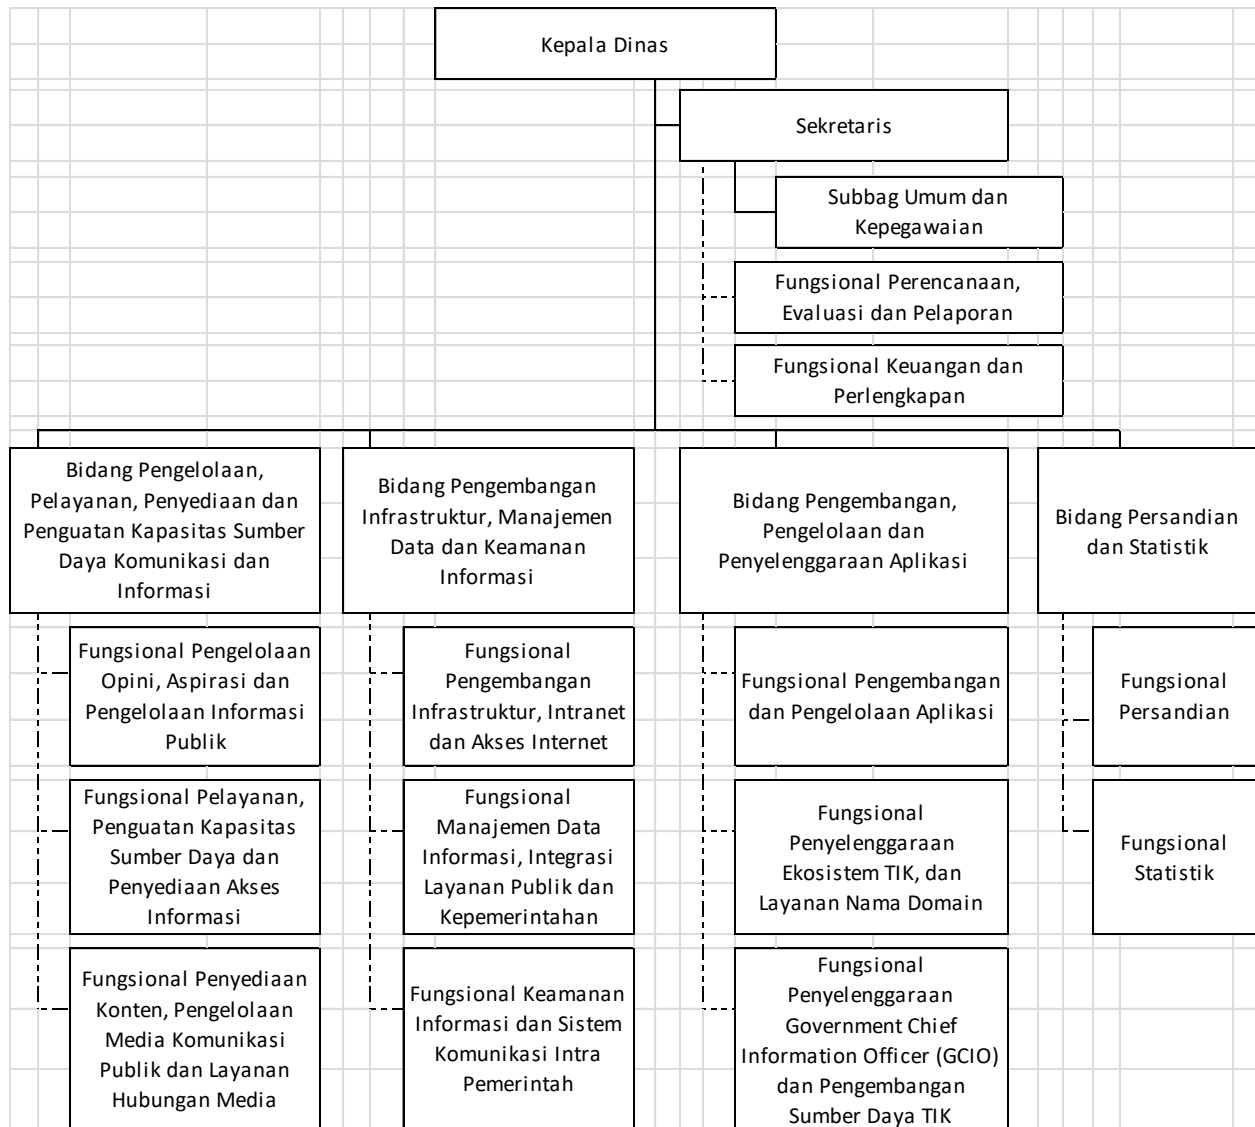 Kepala Dinas
Sekretaris
Subbag Umum dan
Kepegawaian
Fungsional Perencanaan,
Evaluasi dan Pelaporan
Fungsional Keuangan dan
Perlengkapan
Bidang Pengelolaan,
Pelayanan, Penyediaan dan
Penguatan Kapasitas Sumber
Daya Komunikasi dan
Informasi
Bidang Pengembangan
Infrastruktur, Manajemen
Data dan Keamanan
Informasi
Bidang Pengembangan,
Pengelolaan dan
Penyelenggaraan Aplikasi
Bidang Persandian
dan Statistik
Fungsional Pengelolaan
Opini, Aspirasi dan
Pengelolaan Informasi
Publik
Fungsional
Pengembangan
Infrastruktur, Intranet
dan Akses Internet
Fungsional Pengembangan
dan Pengelolaan Aplikasi
Fungsional
Persandian
Fungsional Pelayanan,
Penguatan Kapasitas
Sumber Daya dan
Penyediaan Akses
Informasi
Fungsional
Manajemen Data
Informasi, Integrasi
Layanan Publik dan
Kepemerintahan
Fungsional
Penyelenggaraan
Ekosistem TIK, dan
Layanan Nama Domain
Fungsional
Statistik
Fungsional Penyediaan
Konten, Pengelolaan
Media Komunikasi
Publik dan Layanan
Hubungan Media
Fungsional Keamanan
Informasi dan Sistem
Komunikasi Intra
Pemerintah
Fungsional
Penyelenggaraan
Government Chief
Information Officer (GCIO)
dan Pengembangan
Sumber Daya TIK